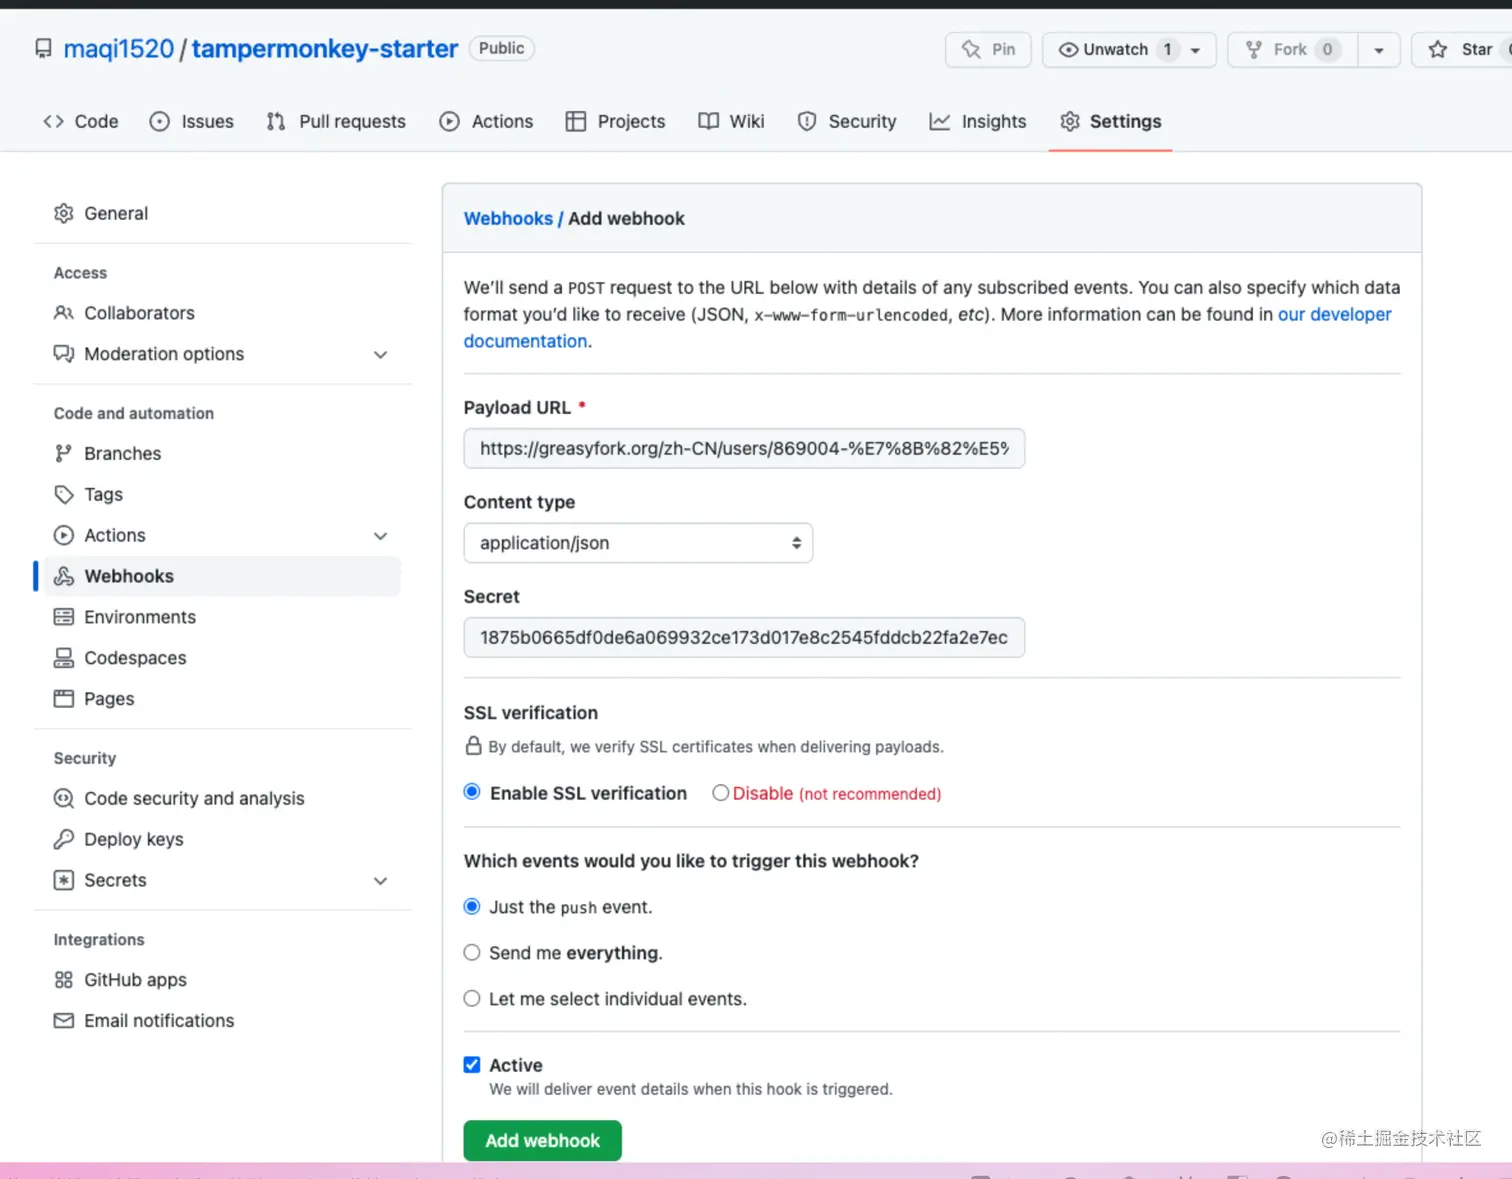 maqi1520 / tampermonkey-starter Public
Pin
Unwatch 1
Fork 0
Star
Code
Issues
Pull requests
Actions
Projects
Wiki
Security
Insights
Settings
General
Access
Collaborators
Moderation options
Code and automation
Branches
Tags
Actions
Webhooks
Environments
Codespaces
Pages
Security
Code security and analysis
Deploy keys
Secrets
Integrations
GitHub apps
Email notifications
Webhooks / Add webhook
We’ll send a POST request to the URL below with details of any subscribed events. You can also specify which data
format you’d like to receive (JSON, x-www-form-urlencoded, etc). More information can be found in our developer
documentation.
Payload URL *
https://greasyfork.org/zh-CN/users/869004-%E7%8B%82%E5%
Content type
application/json
Secret
1875b0665df0de6a069932ce173d017e8c2545fddcb22fa2e7ec
SSL verification
By default, we verify SSL certificates when delivering payloads.
Enable SSL verification
Disable (not recommended)
Which events would you like to trigger this webhook?
Just the push event.
Send me everything.
Let me select individual events.
Active
We will deliver event details when this hook is triggered.
Add webhook
@稀土掘金技术社区